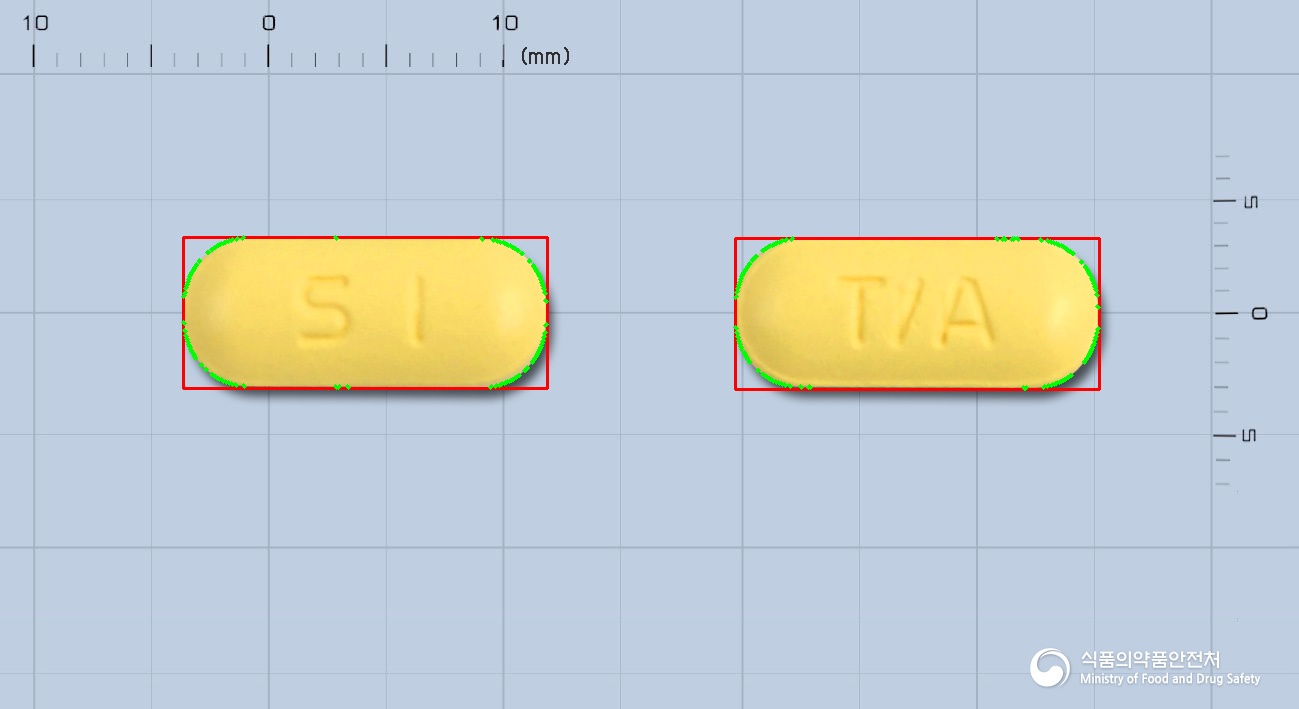 10 0 10
(mm)
5
0
5
S I
T/A
식품의약품안전처
Ministry of Food and Drug Safety